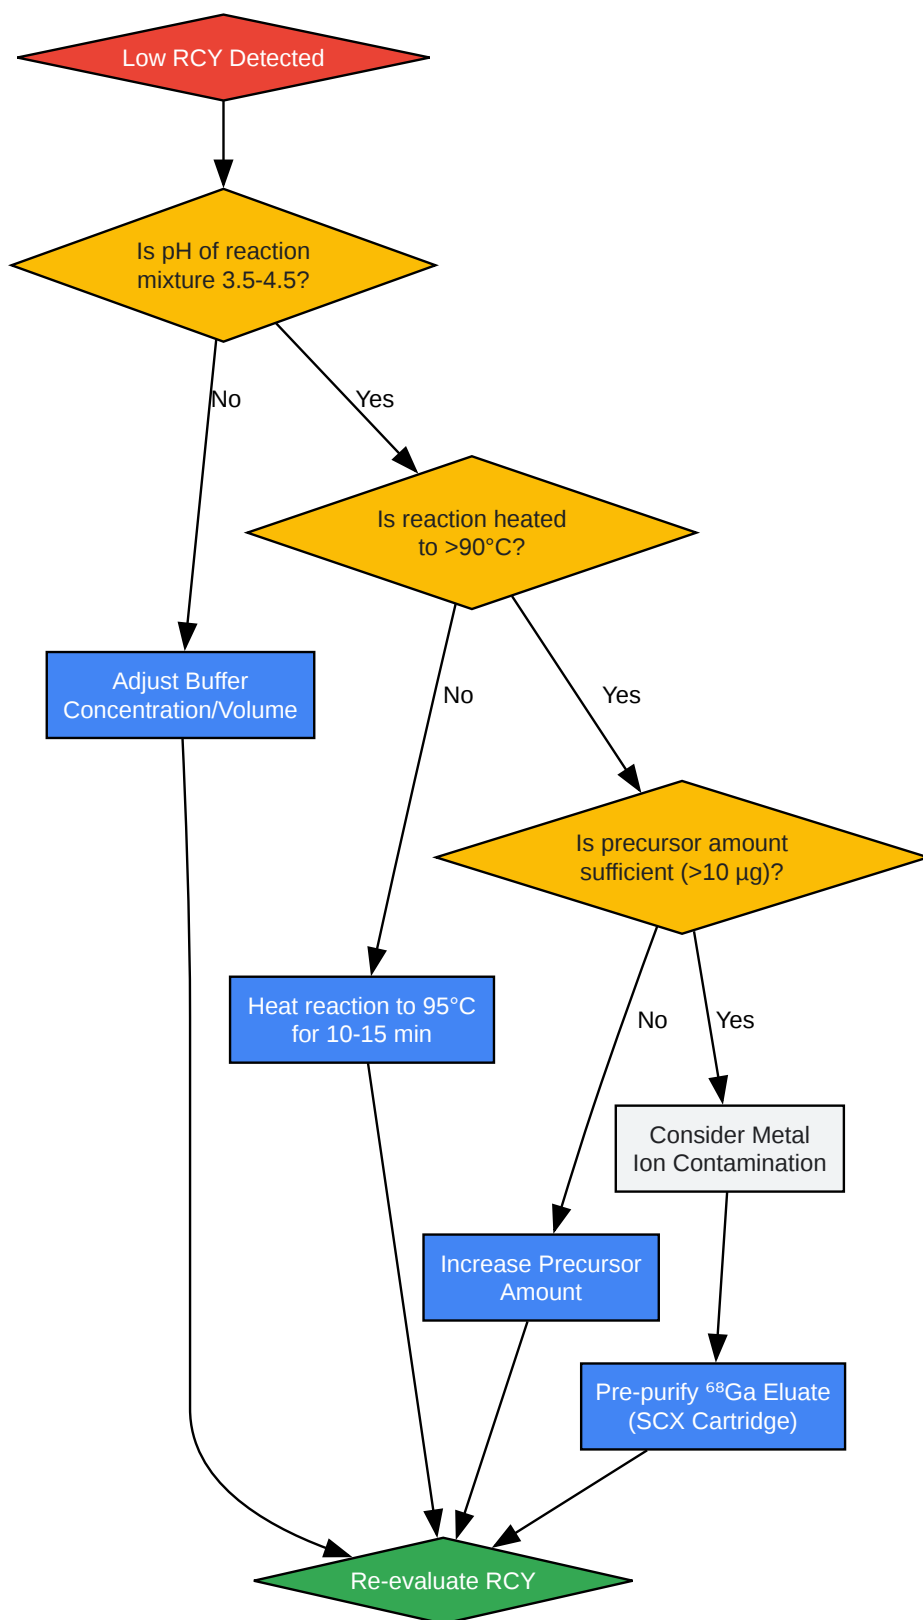 Low RCY Detected
Is pH of reaction
mixture 3.5-4.5?
No
Yes
Is reaction heated
to >90°C?
Adjust Buffer
Concentration/Volume
No
Yes
Is precursor amount
sufficient (>10 µg)?
Heat reaction to 95°C
for 10-15 min
No
Yes
Consider Metal
Ion Contamination
Increase Precursor
Amount
Pre-purify ⁶⁸Ga Eluate
(SCX Cartridge)
Re-evaluate RCY